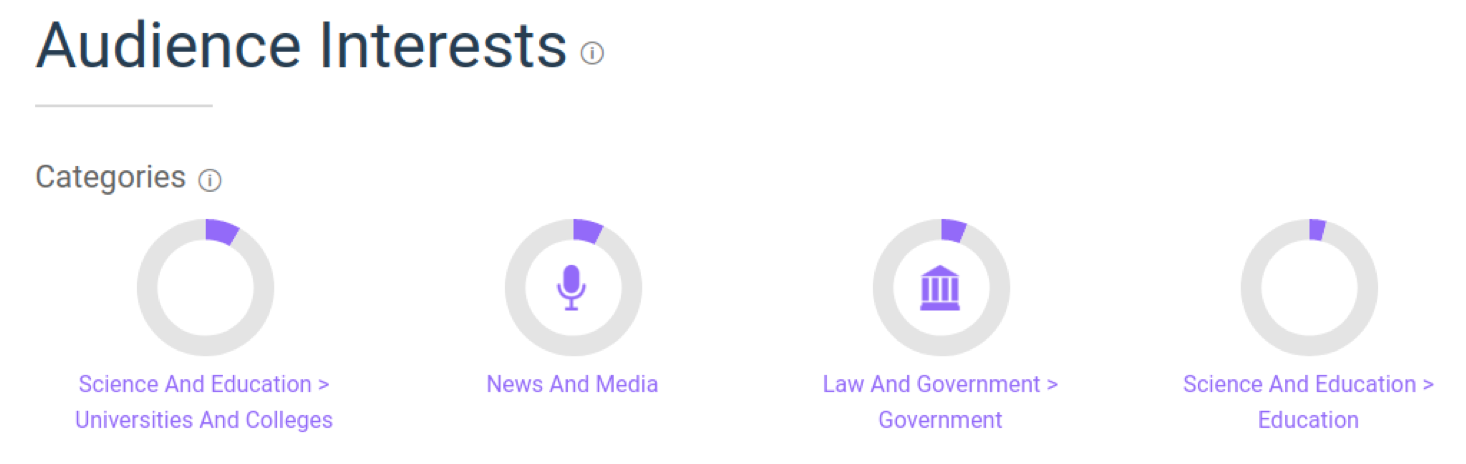 Audience Interests
Categories
Science And Education >
Universities And Colleges
News And Media
Law And Government >
Government
Science And Education >
Education